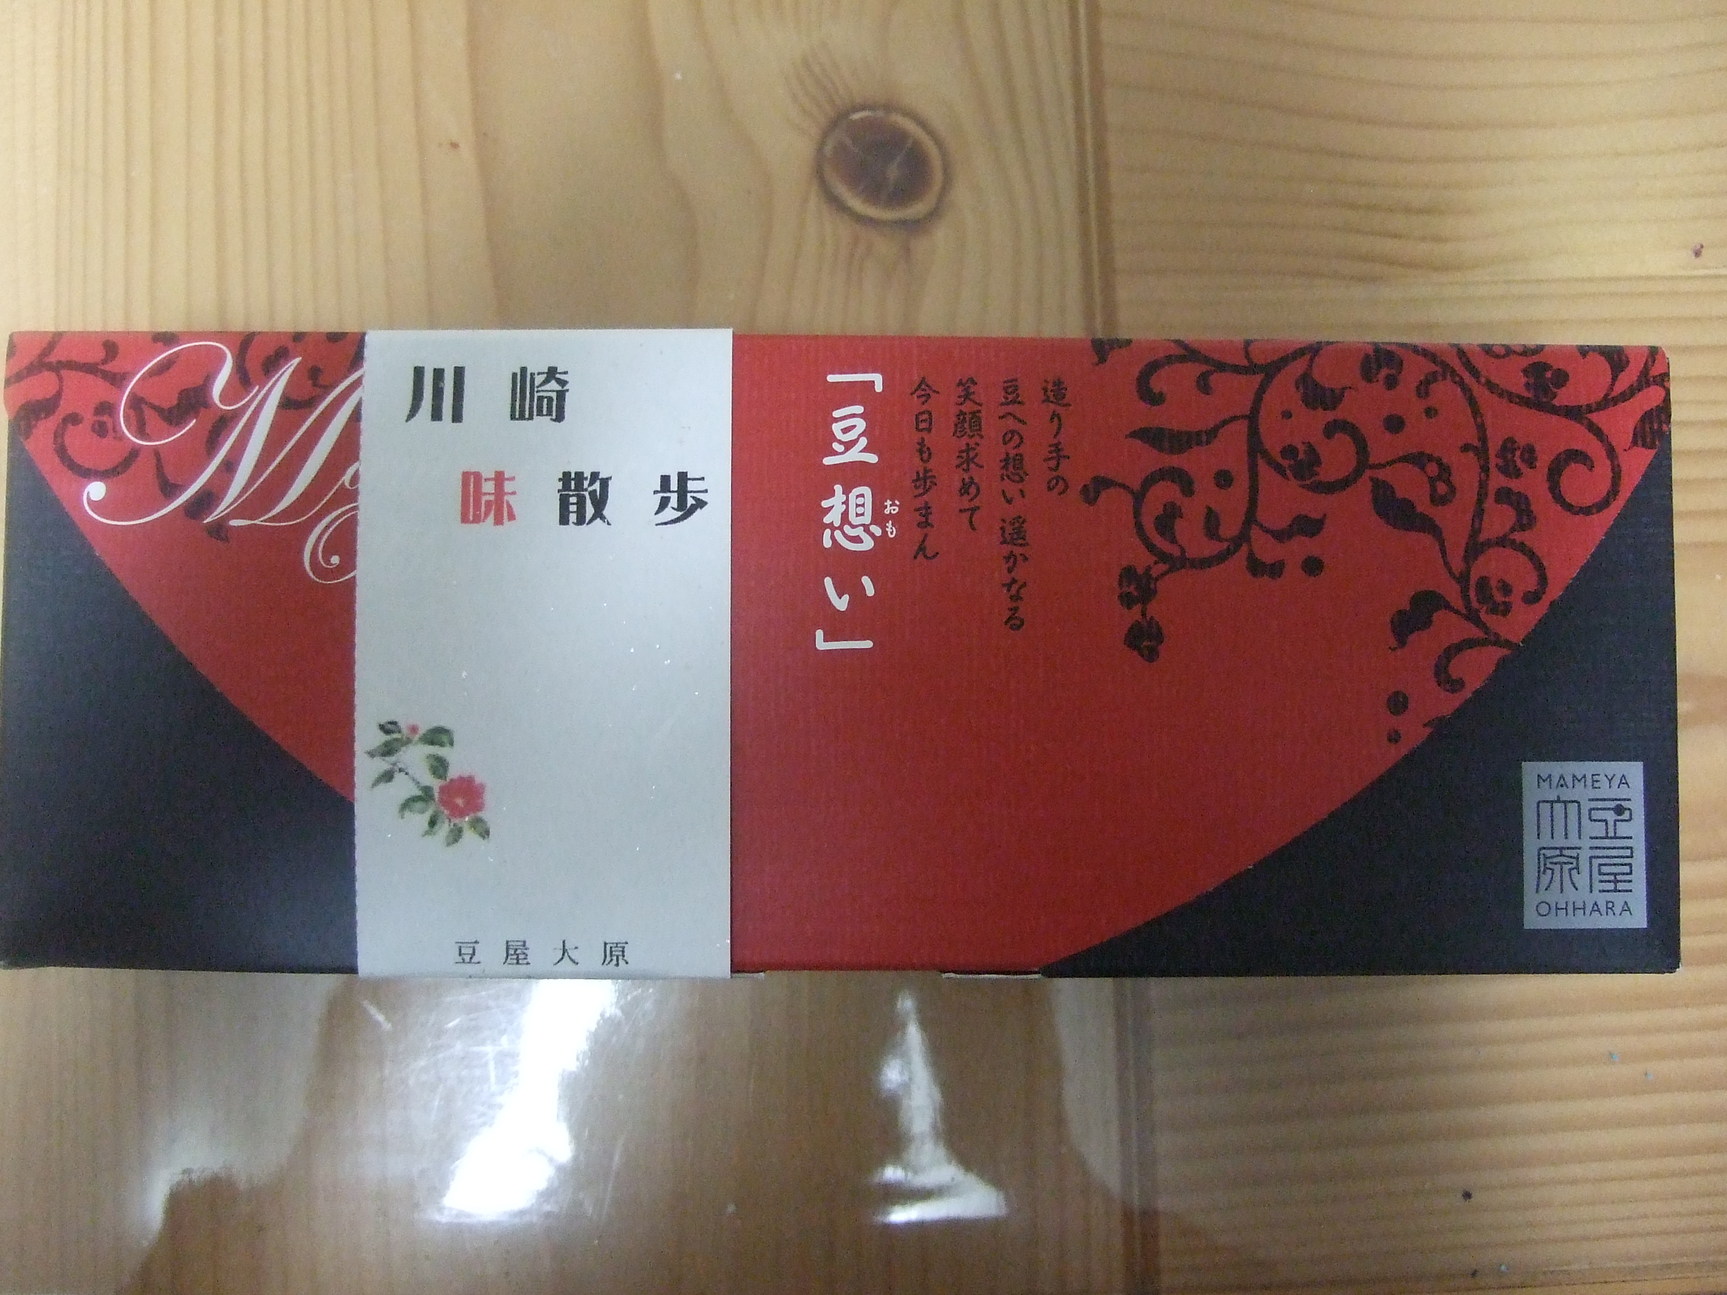 川崎
味散歩
豆屋大原
造り手の
豆への想い 遥かなる
笑顔求めて
今日も歩まん
「豆想い」
おも
MAMEYA
豆屋
大原
OHHARA